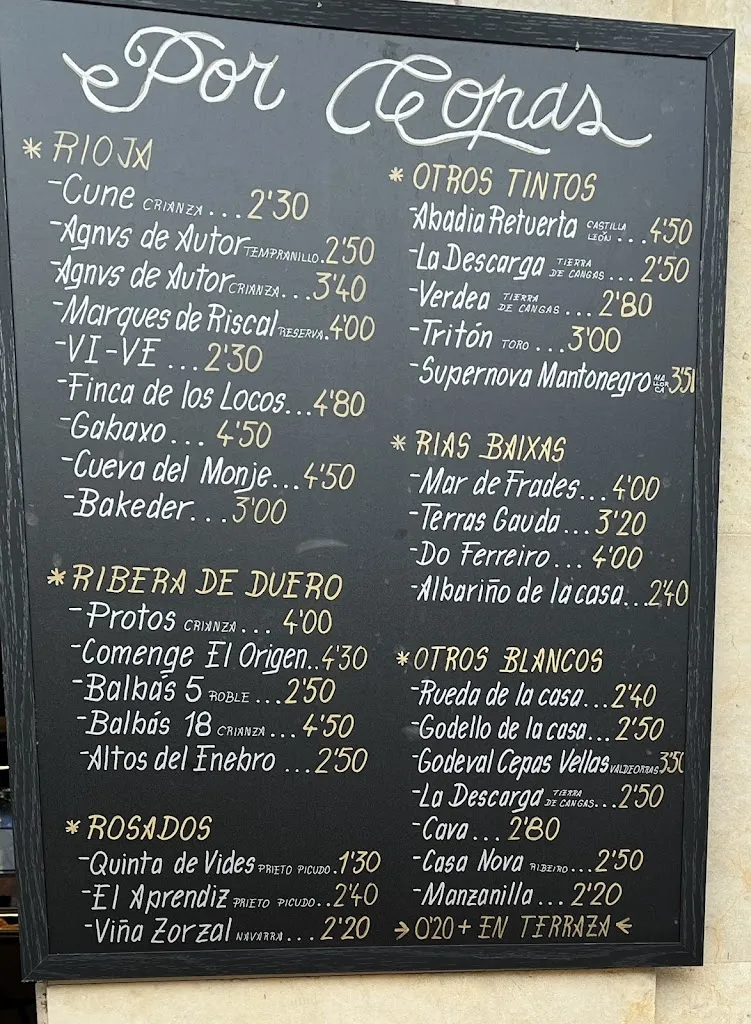 Por Copas
* RIOJA
-Cune CRIANZA ... 2'30
-Agnvs de Autor TEMPRANILLO. 2'50
-Agnvs de Autor CRIANZA... 3'40
-Marques de Riscal RESERVA. 4'00
-VI-VE ... 2'30
-Finca de los Locos... 4'80
-Gabaxo ... 4'50
-Cueva del Monje... 4'50
-Bakeder... 3'00
* RIBERA DE DUERO
-Protos CRIANZA ... 4'00
-Comenge El Origen.. 4'30
-Balbás 5 ROBLE ... 2'50
-Balbás 18 CRIANZA ... 4'50
-Altos del Enebro ... 2'50
* ROSADOS
-Quinta de Vides PRIETO PICUDO. 1'30
-El Aprendiz PRIETO PICUDO.. 2'40
-Viña Zorzal NAVARRA... 2'20
* OTROS TINTOS
-Abadia Retuerta CASTILLA LEÓN ... 4'50
-La Descarga TIERRA DE CANGAS ... 2'50
-Verdea TIERRA DE CANGAS ... 2'80
-Tritón TORO ... 3'00
-Supernova Mantonegro MALLORCA 3'50
* RIAS BAIXAS
-Mar de Frades... 4'00
-Terras Gauda ... 3'20
-Do Ferreiro ... 4'00
-Albariño de la casa... 2'40
* OTROS BLANCOS
-Rueda de la casa... 2'40
-Godello de la casa... 2'50
-Godeval Cepas Vellas VALDEORRAS 3'50
-La Descarga TIERRA DE CANGAS... 2'50
-Cava ... 2'80
-Casa Nova RIBEIRO... 2'50
-Manzanilla ... 2'20
→ 0'20 + EN TERRAZA ←